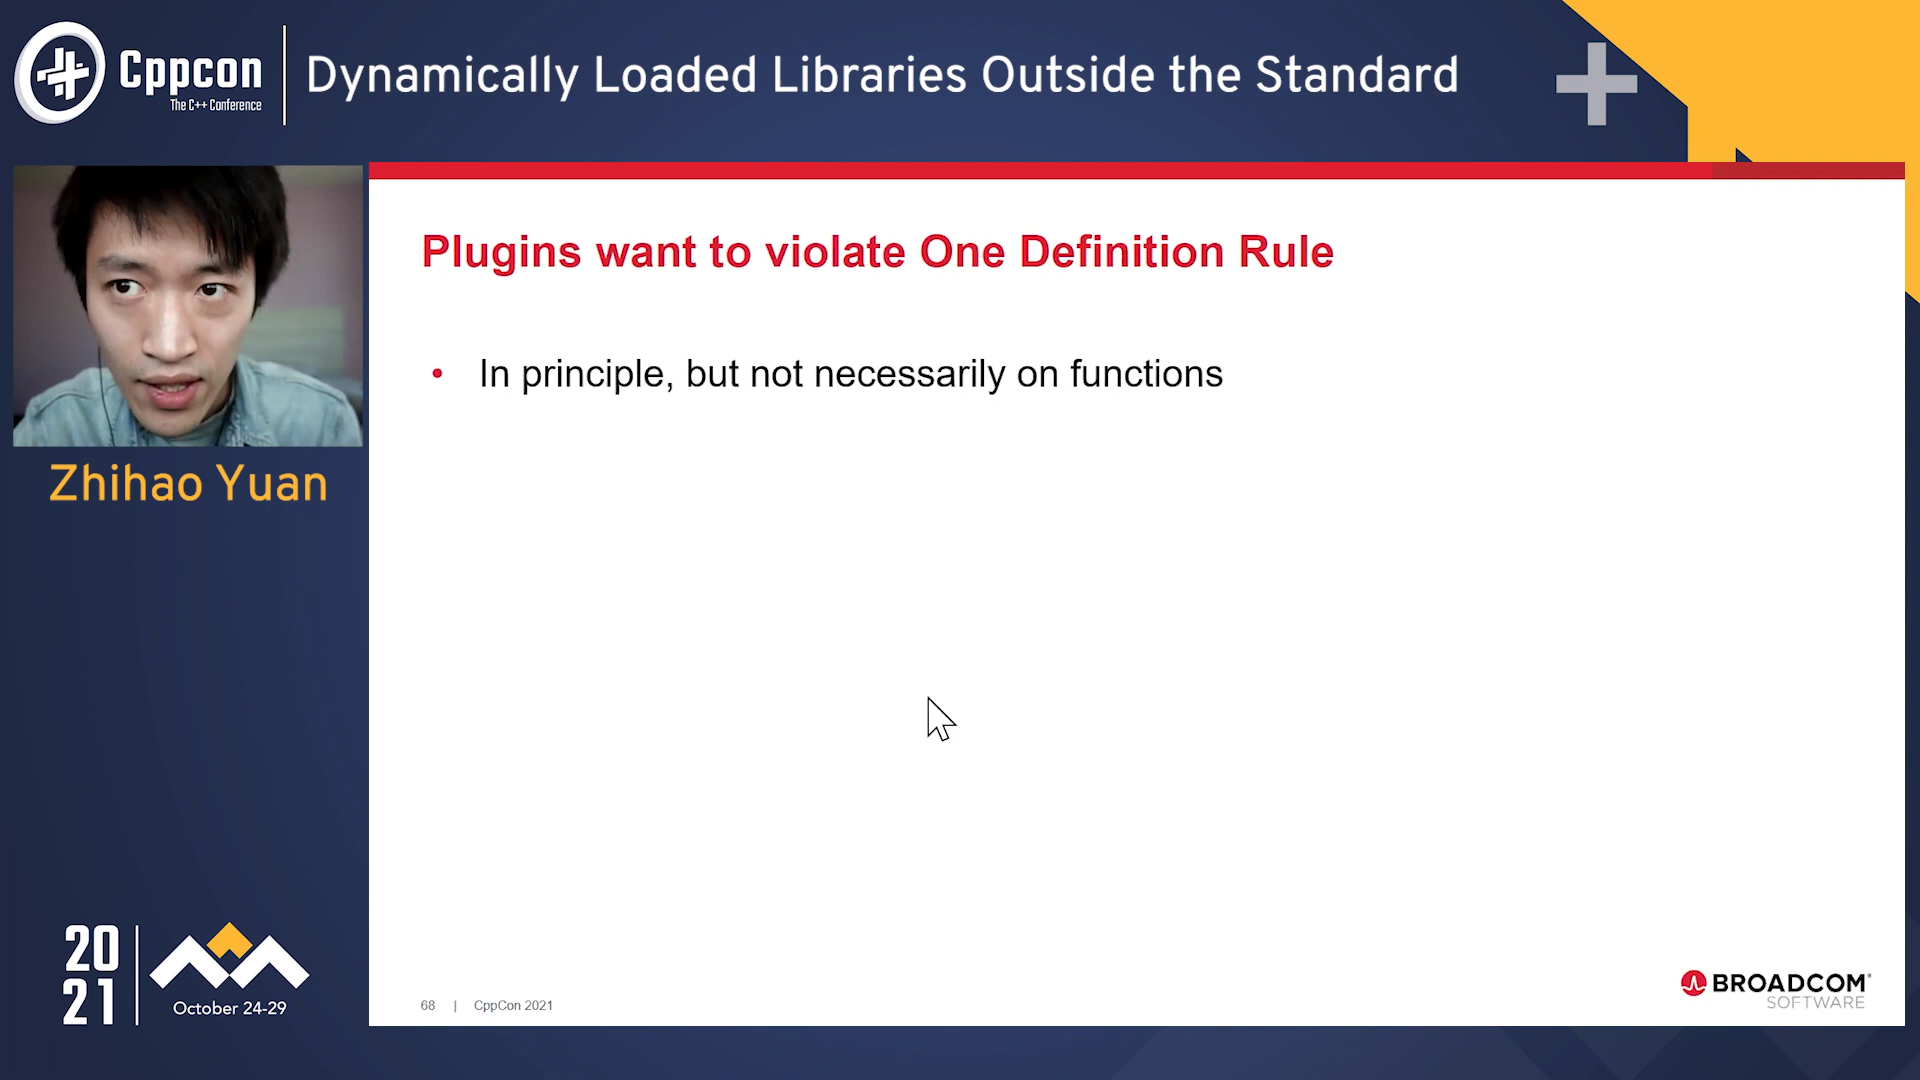 Cppcon
The C++ Conference
Dynamically Loaded Libraries Outside the Standard
Zhihao Yuan
Plugins want to violate One Definition Rule
• In principle, but not necessarily on functions
20
21
October 24-29
68 | CppCon 2021
BROADCOM®
SOFTWARE